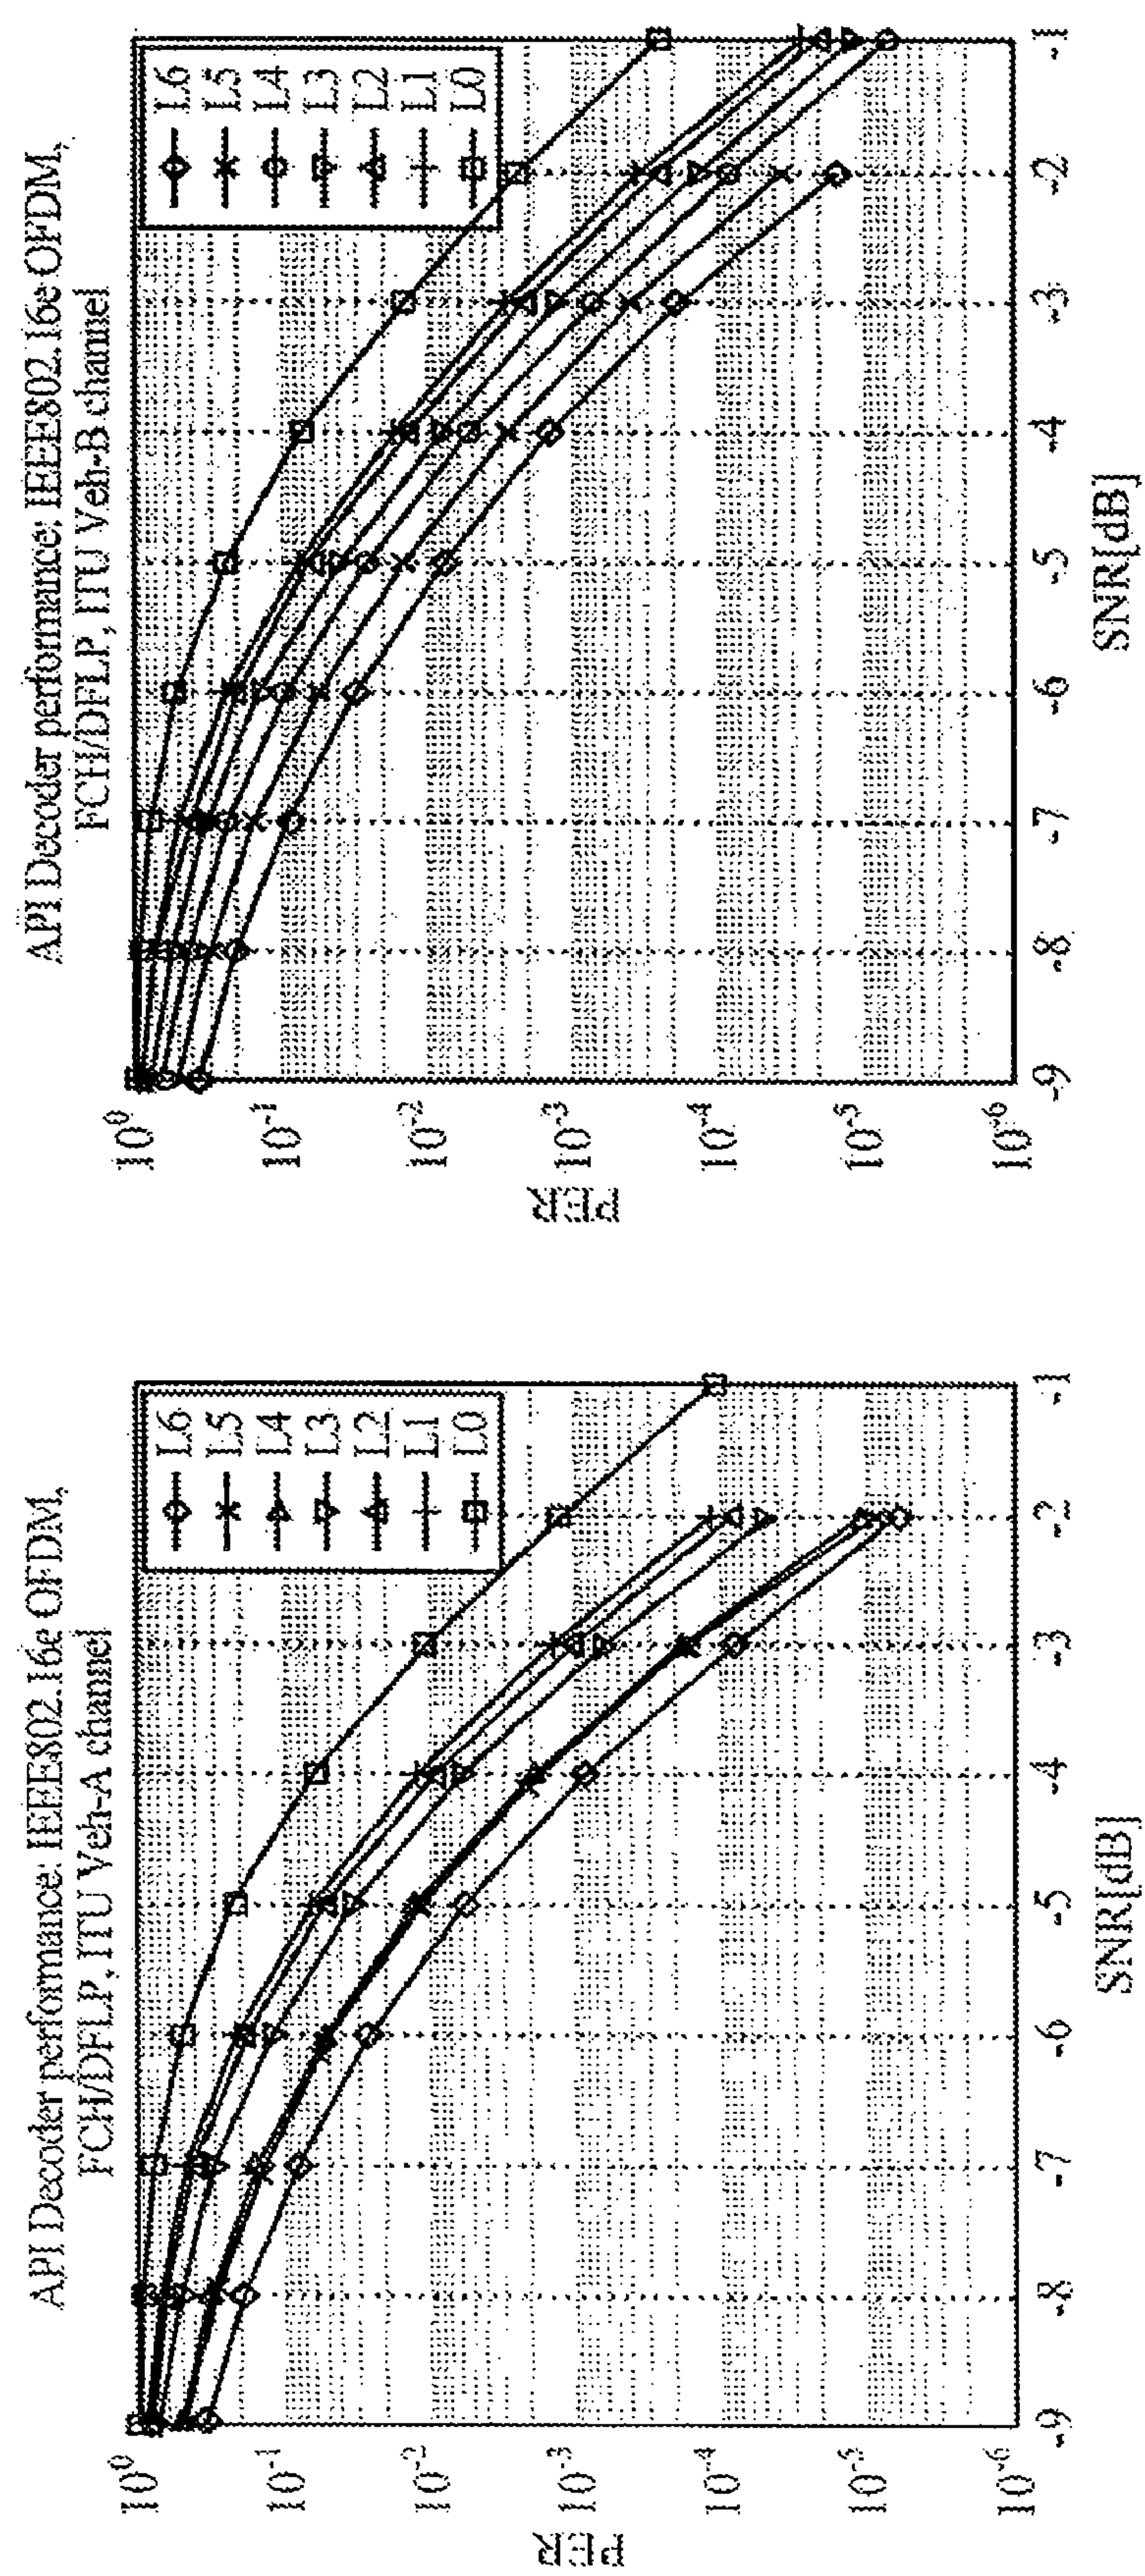 API Decoder performance: IEEE802.16e OFDM,
FCH/DFLP, ITU Veh-A channel
PER
10⁰
10⁻¹
10⁻²
10⁻³
10⁻⁴
10⁻⁵
10⁻⁶
L6
L5
L4
L3
L2
L1
L0
-9 -8 -7 -6 -5 -4 -3 -2 -1
SNR[dB]
API Decoder performance: IEEE802.16e OFDM,
FCH/DFLP, ITU Veh-B channel
PER
10⁰
10⁻¹
10⁻²
10⁻³
10⁻⁴
10⁻⁵
10⁻⁶
L6
L5
L4
L3
L2
L1
L0
-9 -8 -7 -6 -5 -4 -3 -2 -1
SNR[dB]